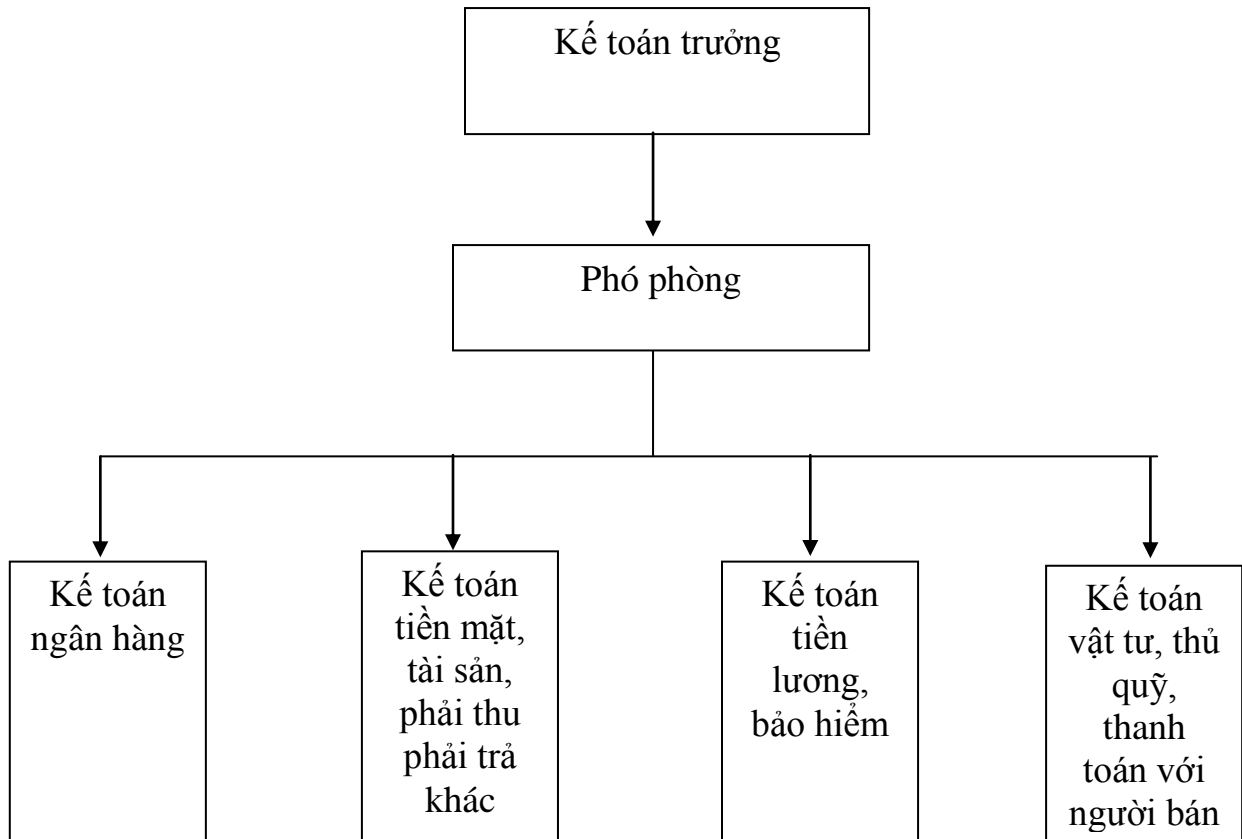 Kế toán trưởng
Phó phòng
Kế toán
ngân hàng
Kế toán
tiền mặt,
tài sản,
phải thu
phải trả
khác
Kế toán
tiền
lương,
bảo hiểm
Kế toán
vật tư, thủ
quỹ,
thanh
toán với
người bán